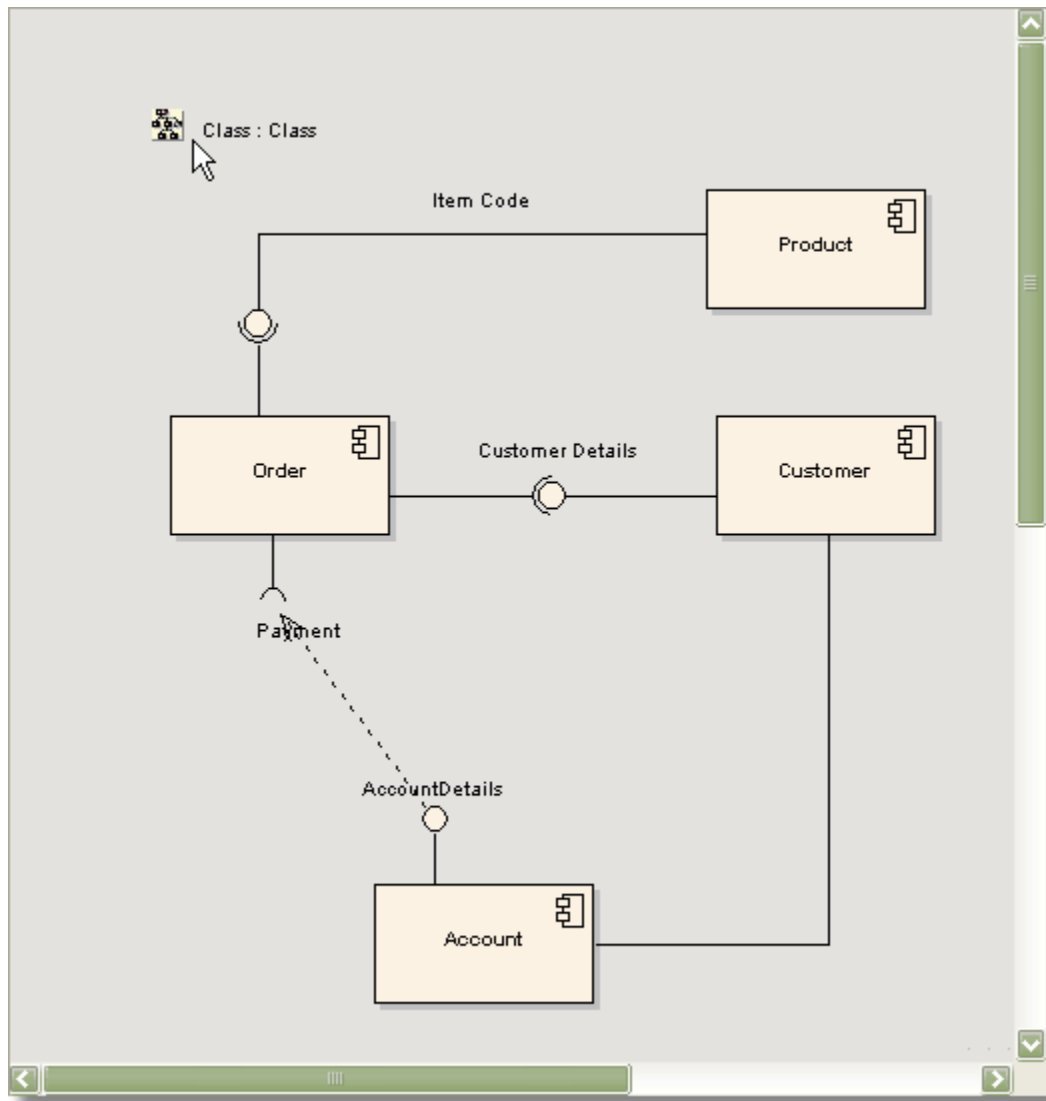 Class : Class
Item Code
Product
Customer Details
Order
Customer
Payment
AccountDetails
Account